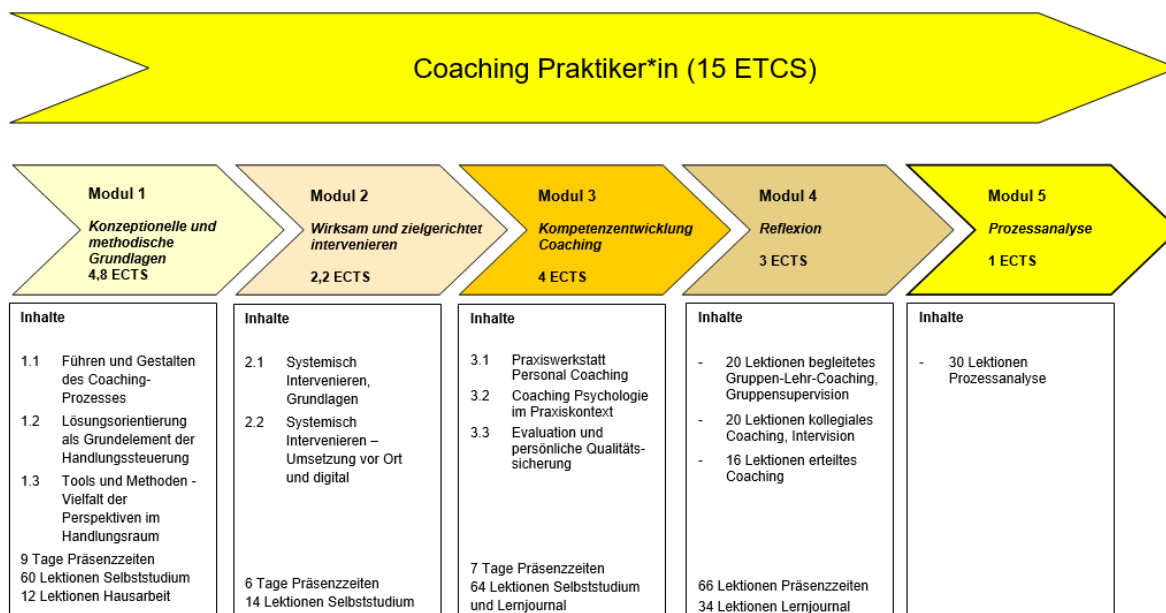 Coaching Praktiker*in (15 ETCS)
Modul 1
Konzeptionelle und
methodische
Grundlagen
4,8 ECTS
Modul 2
Wirksam und zielgerichtet
intervenieren
2,2 ECTS
Modul 3
Kompetenzentwicklung
Coaching
4 ECTS
Modul 4
Reflexion
3 ECTS
Modul 5
Prozessanalyse
1 ECTS
Inhalte
1.1 Führen und Gestalten
des Coaching-
Prozesses
1.2 Lösungsorientierung
als Grundelement der
Handlungssteuerung
1.3 Tools und Methoden -
Vielfalt der
Perspektiven im
Handlungsraum
9 Tage Präsenzzeiten
60 Lektionen Selbststudium
12 Lektionen Hausarbeit
Inhalte
2.1 Systemisch
Intervenieren,
Grundlagen
2.2 Systemisch
Intervenieren –
Umsetzung vor Ort
und digital
6 Tage Präsenzzeiten
14 Lektionen Selbststudium
Inhalte
3.1 Praxiswerkstatt
Personal Coaching
3.2 Coaching Psychologie
im Praxiskontext
3.3 Evaluation und
persönliche Qualitäts-
sicherung
7 Tage Präsenzzeiten
64 Lektionen Selbststudium
und Lernjournal
Inhalte
- 20 Lektionen begleitetes
Gruppen-Lehr-Coaching,
Gruppensupervision
- 20 Lektionen kollegiales
Coaching, Intervision
- 16 Lektionen erteiltes
Coaching
66 Lektionen Präsenzzeiten
34 Lektionen Lernjournal
Inhalte
- 30 Lektionen
Prozessanalyse